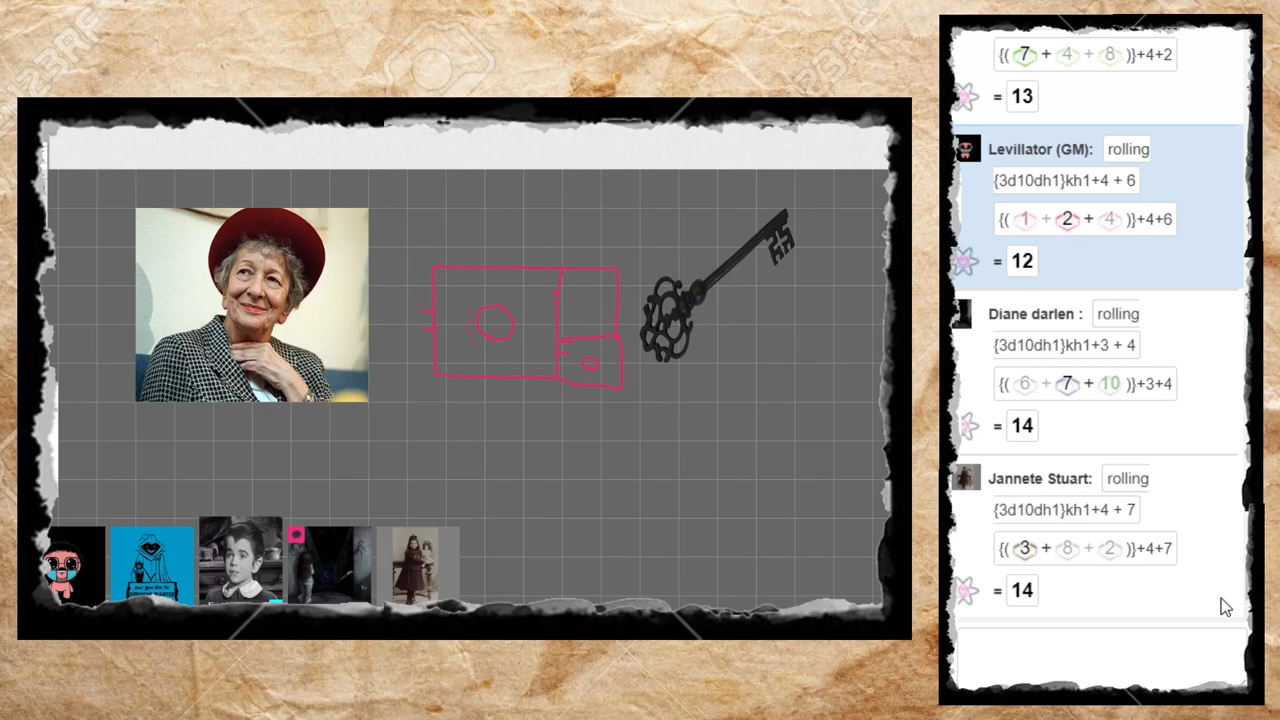 {( 7 + 4 + 8 )}+4+2
= 13
Levillator (GM): rolling
{3d10dh1}kh1+4 + 6
{( 1 + 2 + 4 )}+4+6
= 12
Diane darlen : rolling
{3d10dh1}kh1+3 + 4
{( 6 + 7 + 10 )}+3+4
= 14
Jannete Stuart: rolling
{3d10dh1}kh1+4 + 7
{( 3 + 8 + 2 )}+4+7
= 14
123RF
123RF